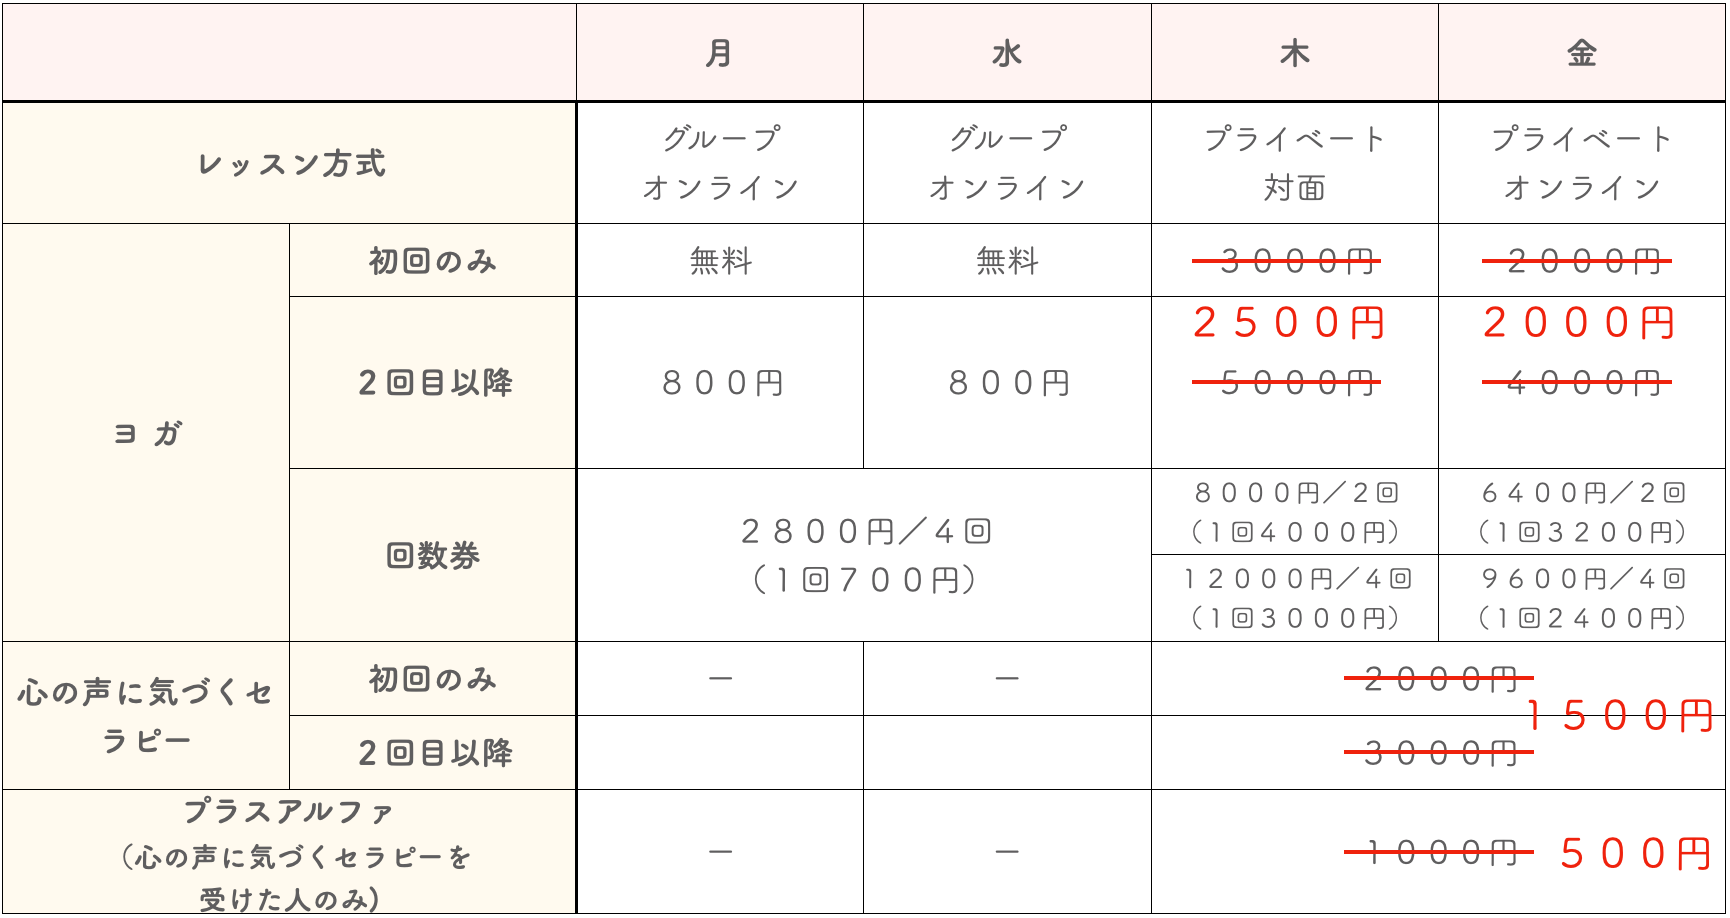 月 水 木 金
レッスン方式
グループ
オンライン
グループ
オンライン
プライベート
対面
プライベート
オンライン
ヨガ
初回のみ
無料
無料
3000円
2000円
2回目以降
800円
800円
2500円
5000円
2000円
4000円
回数券
2800円/4回
(1回700円)
8000円/2回
(1回4000円)
6400円/2回
(1回3200円)
12000円/4回
(1回3000円)
9600円/4回
(1回2400円)
心の声に気づくセ
ラピー
初回のみ
ー
ー
2000円
1500円
2回目以降
3000円
プラスアルファ
(心の声に気づくセラピーを
受けた人のみ)
ー
ー
1000円
500円